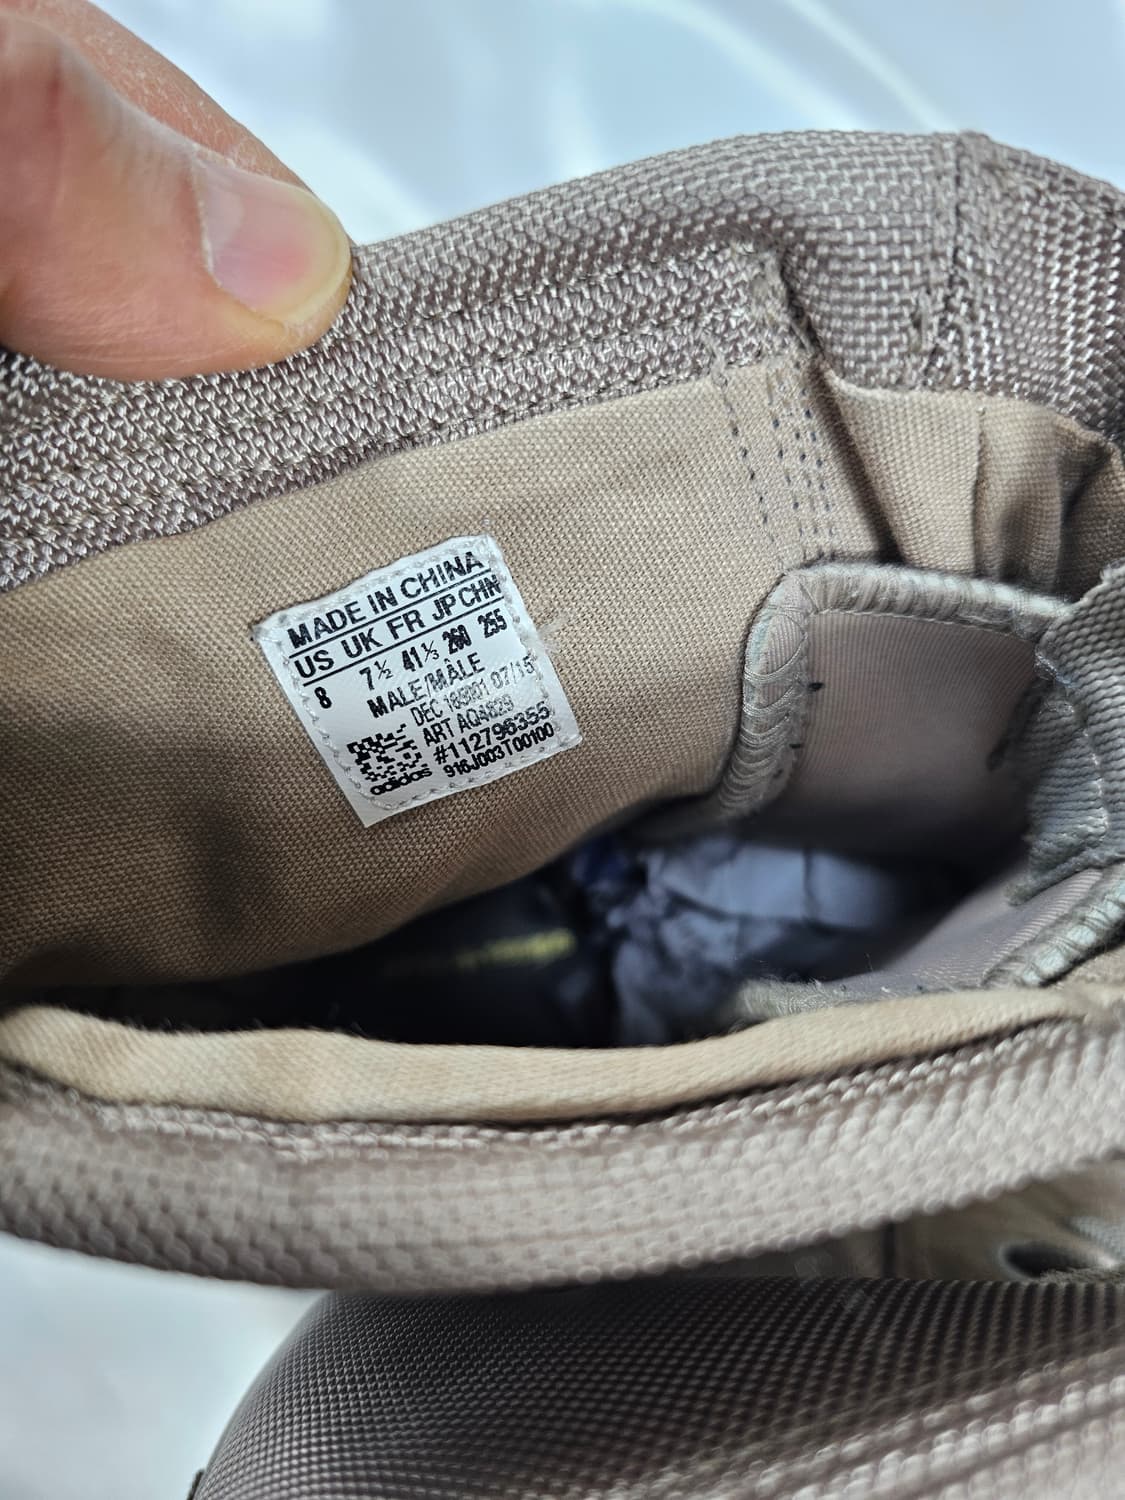 MADE IN CHINA
US UK FR JP CHN
8 7½ 41⅓ 260 255
MALE/MÂLE
DEC 07/15
ART AQ4829
#112796355
916J003T00100
adidas